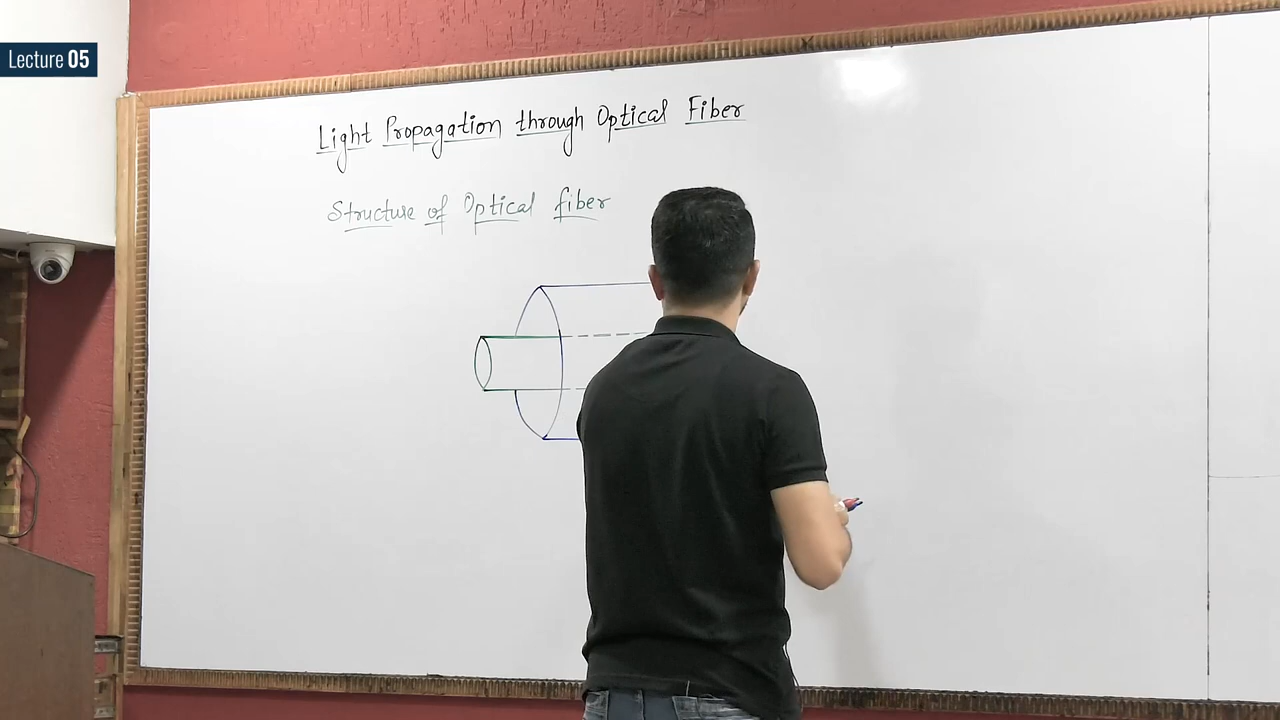 Lecture 05
Light Propagation through Optical Fiber
Structure of Optical fiber